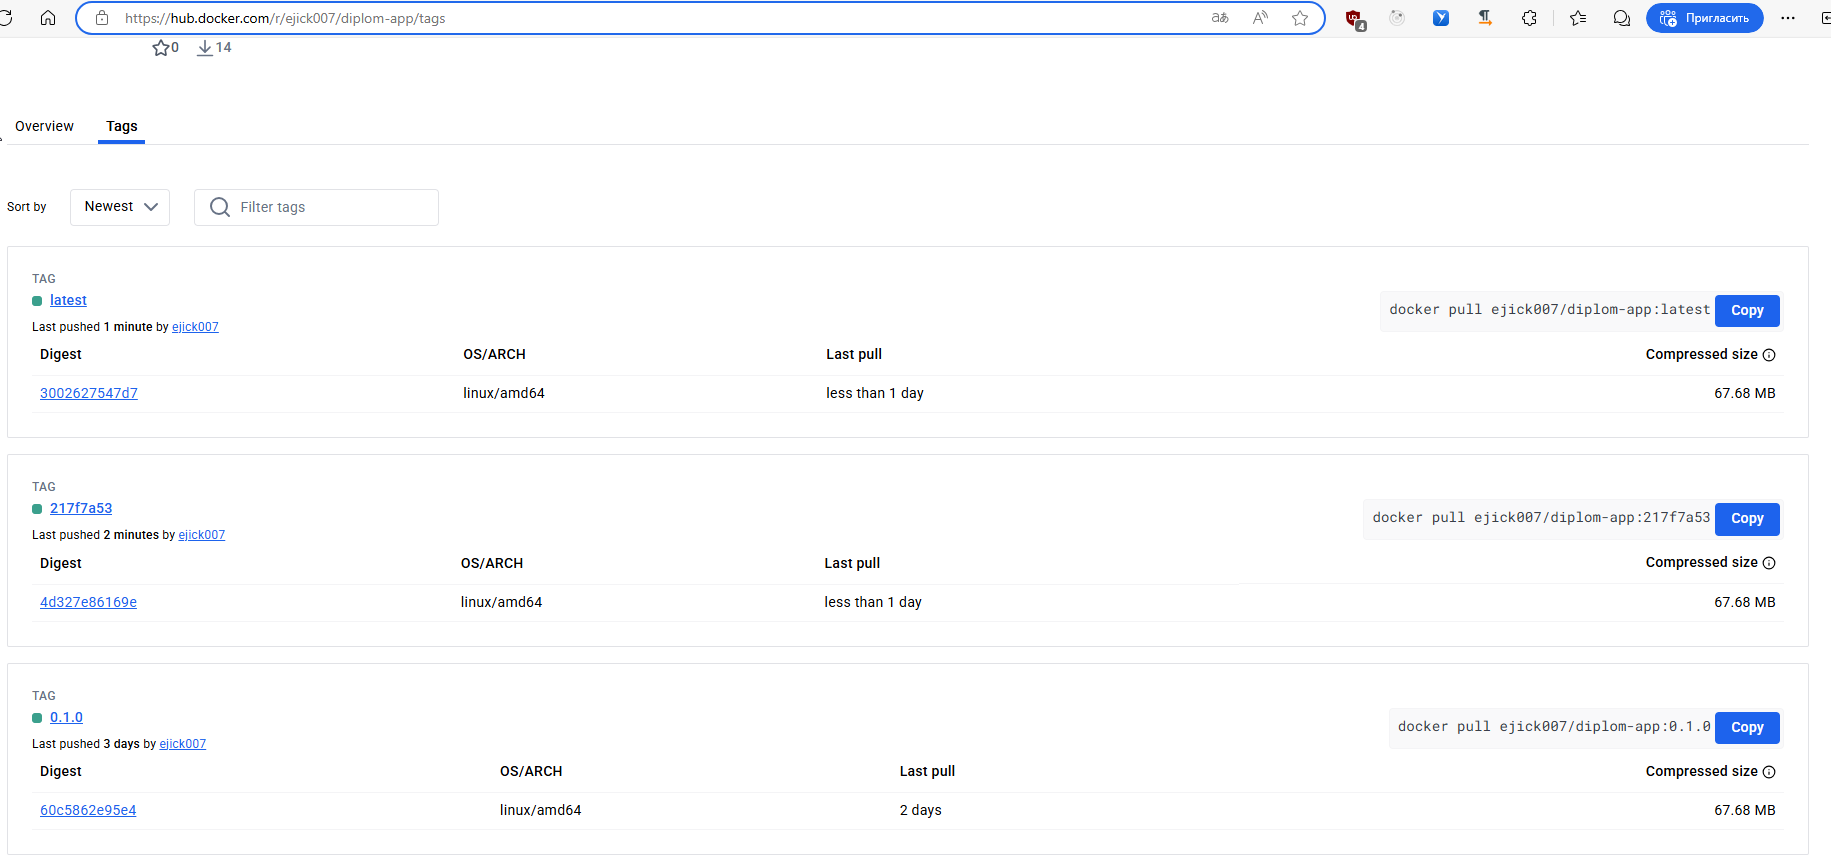 https://hub.docker.com/r/ejick007/diplom-app/tags
aあ
A
4
Пригласить
0 14
Overview Tags
Sort by Newest Filter tags
TAG
latest
docker pull ejick007/diplom-app:latest Copy
Last pushed 1 minute by ejick007
Digest OS/ARCH Last pull Compressed size
3002627547d7 linux/amd64 less than 1 day 67.68 MB
TAG
217f7a53
docker pull ejick007/diplom-app:217f7a53 Copy
Last pushed 2 minutes by ejick007
Digest OS/ARCH Last pull Compressed size
4d327e86169e linux/amd64 less than 1 day 67.68 MB
TAG
0.1.0
docker pull ejick007/diplom-app:0.1.0 Copy
Last pushed 3 days by ejick007
Digest OS/ARCH Last pull Compressed size
60c5862e95e4 linux/amd64 2 days 67.68 MB